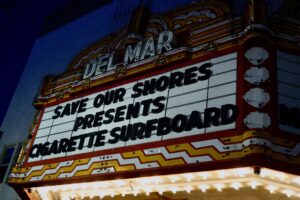 DEL MAR
SAVE OUR SHORES
PRESENTS
CIGARETTE SURFBOARD